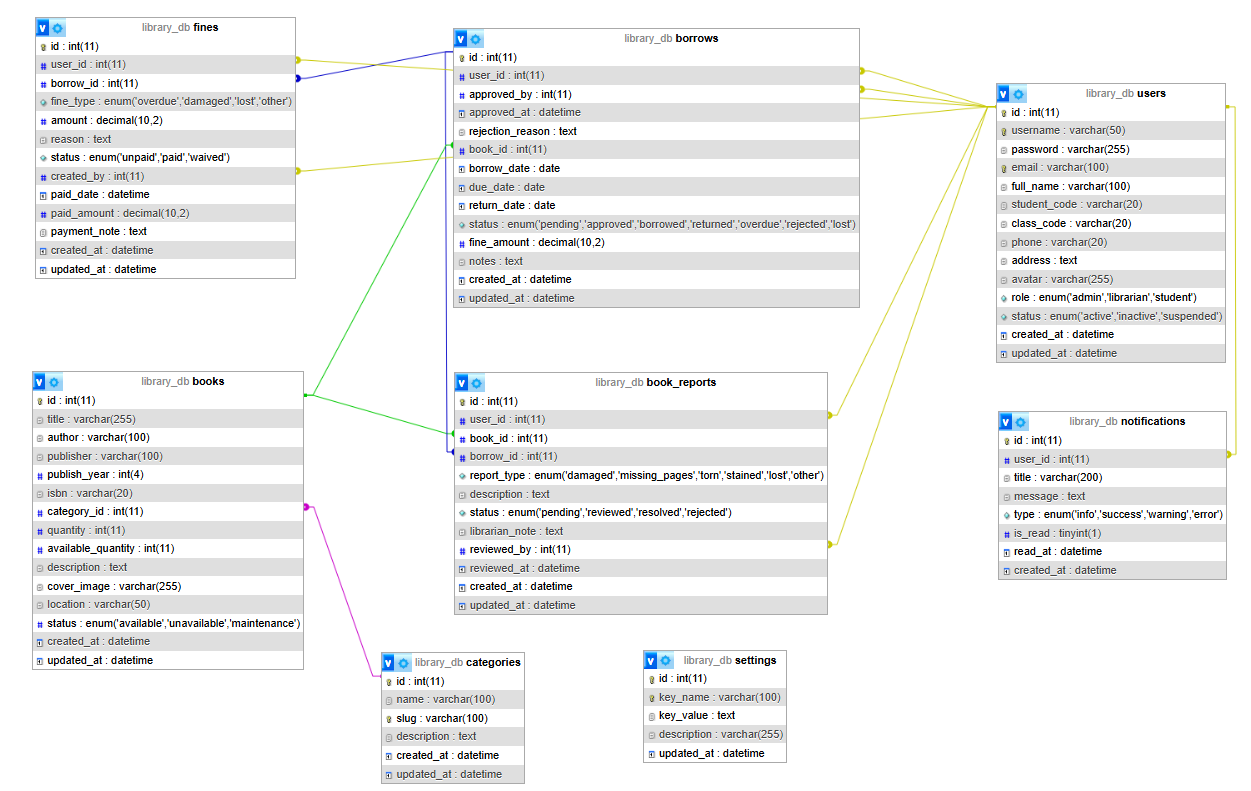 library_db fines
id : int(11)
user_id : int(11)
borrow_id : int(11)
fine_type : enum('overdue','damaged','lost','other')
amount : decimal(10,2)
reason : text
status : enum('unpaid','paid','waived')
created_by : int(11)
paid_date : datetime
paid_amount : decimal(10,2)
payment_note : text
created_at : datetime
updated_at : datetime
library_db borrows
id : int(11)
user_id : int(11)
approved_by : int(11)
approved_at : datetime
rejection_reason : text
book_id : int(11)
borrow_date : date
due_date : date
return_date : date
status : enum('pending','approved','borrowed','returned','overdue','rejected','lost')
fine_amount : decimal(10,2)
notes : text
created_at : datetime
updated_at : datetime
library_db users
id : int(11)
username : varchar(50)
password : varchar(255)
email : varchar(100)
full_name : varchar(100)
student_code : varchar(20)
class_code : varchar(20)
phone : varchar(20)
address : text
avatar : varchar(255)
role : enum('admin','librarian','student')
status : enum('active','inactive','suspended')
created_at : datetime
updated_at : datetime
library_db books
id : int(11)
title : varchar(255)
author : varchar(100)
publisher : varchar(100)
publish_year : int(4)
isbn : varchar(20)
category_id : int(11)
quantity : int(11)
available_quantity : int(11)
description : text
cover_image : varchar(255)
location : varchar(50)
status : enum('available','unavailable','maintenance')
created_at : datetime
updated_at : datetime
library_db book_reports
id : int(11)
user_id : int(11)
book_id : int(11)
borrow_id : int(11)
report_type : enum('damaged','missing_pages','torn','stained','lost','other')
description : text
status : enum('pending','reviewed','resolved','rejected')
librarian_note : text
reviewed_by : int(11)
reviewed_at : datetime
created_at : datetime
updated_at : datetime
library_db notifications
id : int(11)
user_id : int(11)
title : varchar(200)
message : text
type : enum('info','success','warning','error')
is_read : tinyint(1)
read_at : datetime
created_at : datetime
library_db categories
id : int(11)
name : varchar(100)
slug : varchar(100)
description : text
created_at : datetime
updated_at : datetime
library_db settings
id : int(11)
key_name : varchar(100)
key_value : text
description : varchar(255)
updated_at : datetime